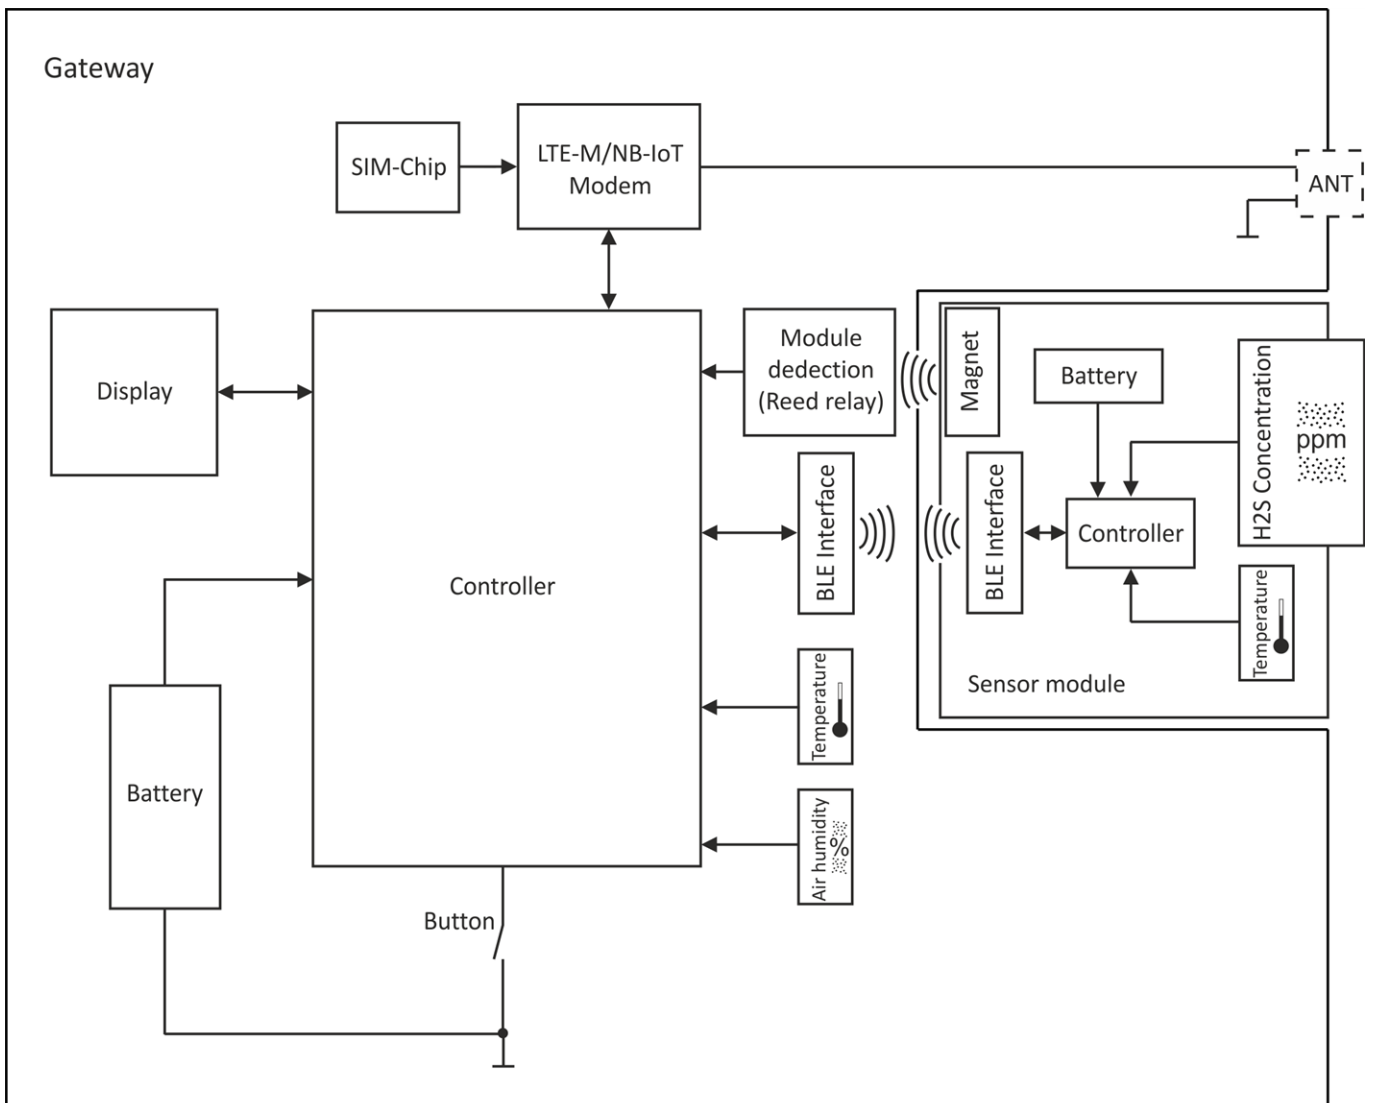 Gateway
SIM-Chip
LTE-M/NB-IoT
Modem
ANT
Display
Controller
Module
dedection
(Reed relay)
Magnet
Battery
H2S Concentration
ppm
BLE Interface
BLE Interface
Controller
Temperature
Sensor module
Temperature
Battery
Air humidity
%
Button